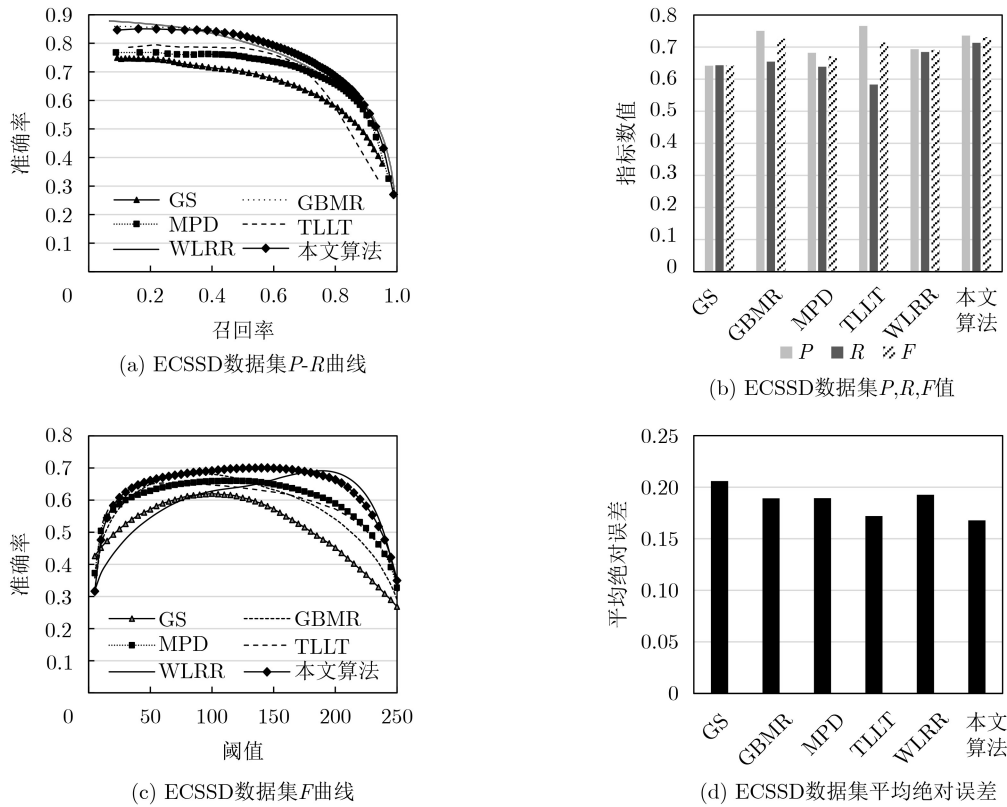 0.9
0.8
0.7
0.6
0.5
0.4
0.3
0.2
0.1
0
0.2
0.4
0.6
0.8
1.0
准确率
召回率
GS
GBMR
MPD
TLLT
WLRR
本文算法
(a) ECSSD数据集P-R曲线
0.8
0.7
0.6
0.5
0.4
0.3
0.2
0.1
0
指标数值
GS
GBMR
MPD
TLLT
WLRR
本文
算法
P R F
(b) ECSSD数据集P,R,F值
0.8
0.7
0.6
0.5
0.4
0.3
0.2
0.1
0
50
100
150
200
250
准确率
阈值
GS
GBMR
MPD
TLLT
WLRR
本文算法
(c) ECSSD数据集F曲线
0.25
0.20
0.15
0.10
0.05
0
平均绝对误差
GS
GBMR
MPD
TLLT
WLRR
本文
算法
(d) ECSSD数据集平均绝对误差